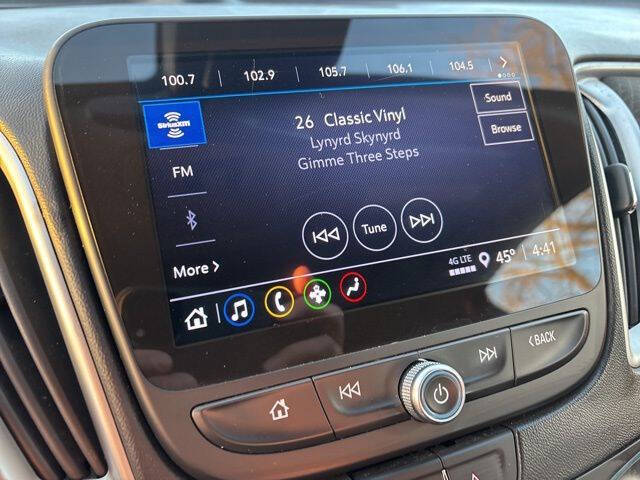 100.7 102.9 105.7 106.1 104.5
SiriusXM
26 Classic Vinyl
Lynyrd Skynyrd
Gimme Three Steps
Sound
Browse
FM
Tune
More
4G LTE
45° 4:41
BACK